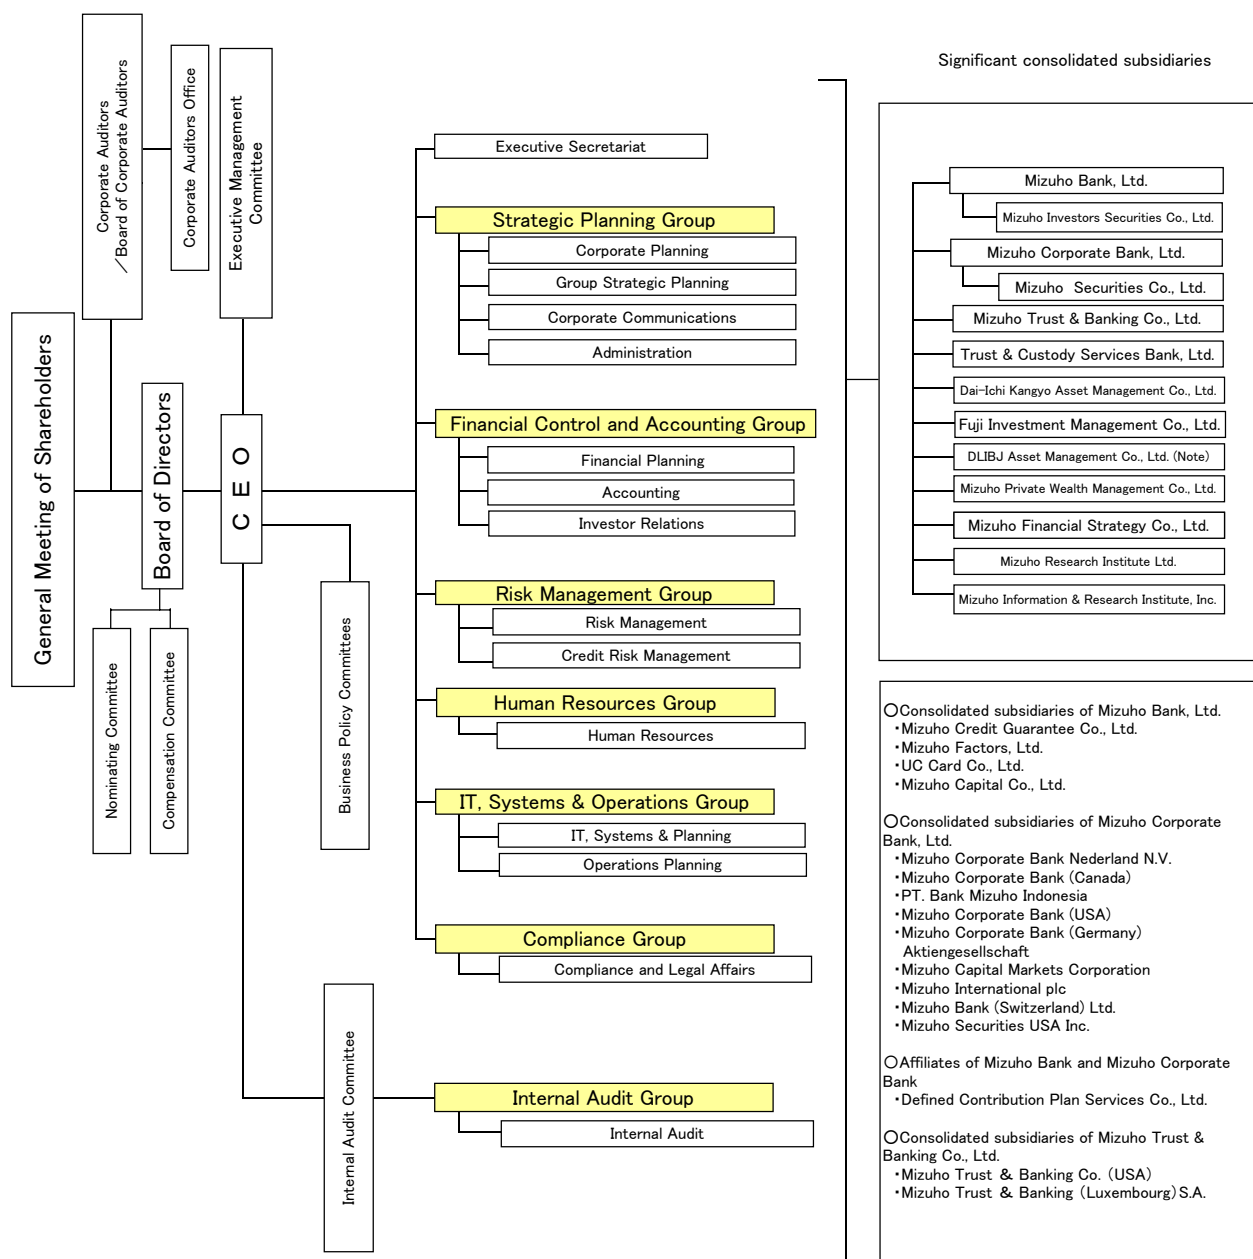 Corporate Auditors
/Board of Corporate Auditors
Corporate Auditors Office
Executive Management
Committee
General Meeting of Shareholders
Board of Directors
CEO
Nominating Committee
Compensation Committee
Business Policy Committees
Internal Audit Committee
Executive Secretariat
Strategic Planning Group
Corporate Planning
Group Strategic Planning
Corporate Communications
Administration
Financial Control and Accounting Group
Financial Planning
Accounting
Investor Relations
Risk Management Group
Risk Management
Credit Risk Management
Human Resources Group
Human Resources
IT, Systems & Operations Group
IT, Systems & Planning
Operations Planning
Compliance Group
Compliance and Legal Affairs
Internal Audit Group
Internal Audit
Significant consolidated subsidiaries
Mizuho Bank, Ltd.
Mizuho Investors Securities Co., Ltd.
Mizuho Corporate Bank, Ltd.
Mizuho Securities Co., Ltd.
Mizuho Trust & Banking Co., Ltd.
Trust & Custody Services Bank, Ltd.
Dai-Ichi Kangyo Asset Management Co., Ltd.
Fuji Investment Management Co., Ltd.
DLIBJ Asset Management Co., Ltd. (Note)
Mizuho Private Wealth Management Co., Ltd.
Mizuho Financial Strategy Co., Ltd.
Mizuho Research Institute Ltd.
Mizuho Information & Research Institute, Inc.
○Consolidated subsidiaries of Mizuho Bank, Ltd.
・Mizuho Credit Guarantee Co., Ltd.
・Mizuho Factors, Ltd.
・UC Card Co., Ltd.
・Mizuho Capital Co., Ltd.
○Consolidated subsidiaries of Mizuho Corporate
Bank, Ltd.
・Mizuho Corporate Bank Nederland N.V.
・Mizuho Corporate Bank (Canada)
・PT. Bank Mizuho Indonesia
・Mizuho Corporate Bank (USA)
・Mizuho Corporate Bank (Germany)
Aktiengesellschaft
・Mizuho Capital Markets Corporation
・Mizuho International plc
・Mizuho Bank (Switzerland) Ltd.
・Mizuho Securities USA Inc.
○Affiliates of Mizuho Bank and Mizuho Corporate
Bank
・Defined Contribution Plan Services Co., Ltd.
○Consolidated subsidiaries of Mizuho Trust &
Banking Co., Ltd.
・Mizuho Trust & Banking Co. (USA)
・Mizuho Trust & Banking (Luxembourg) S.A.